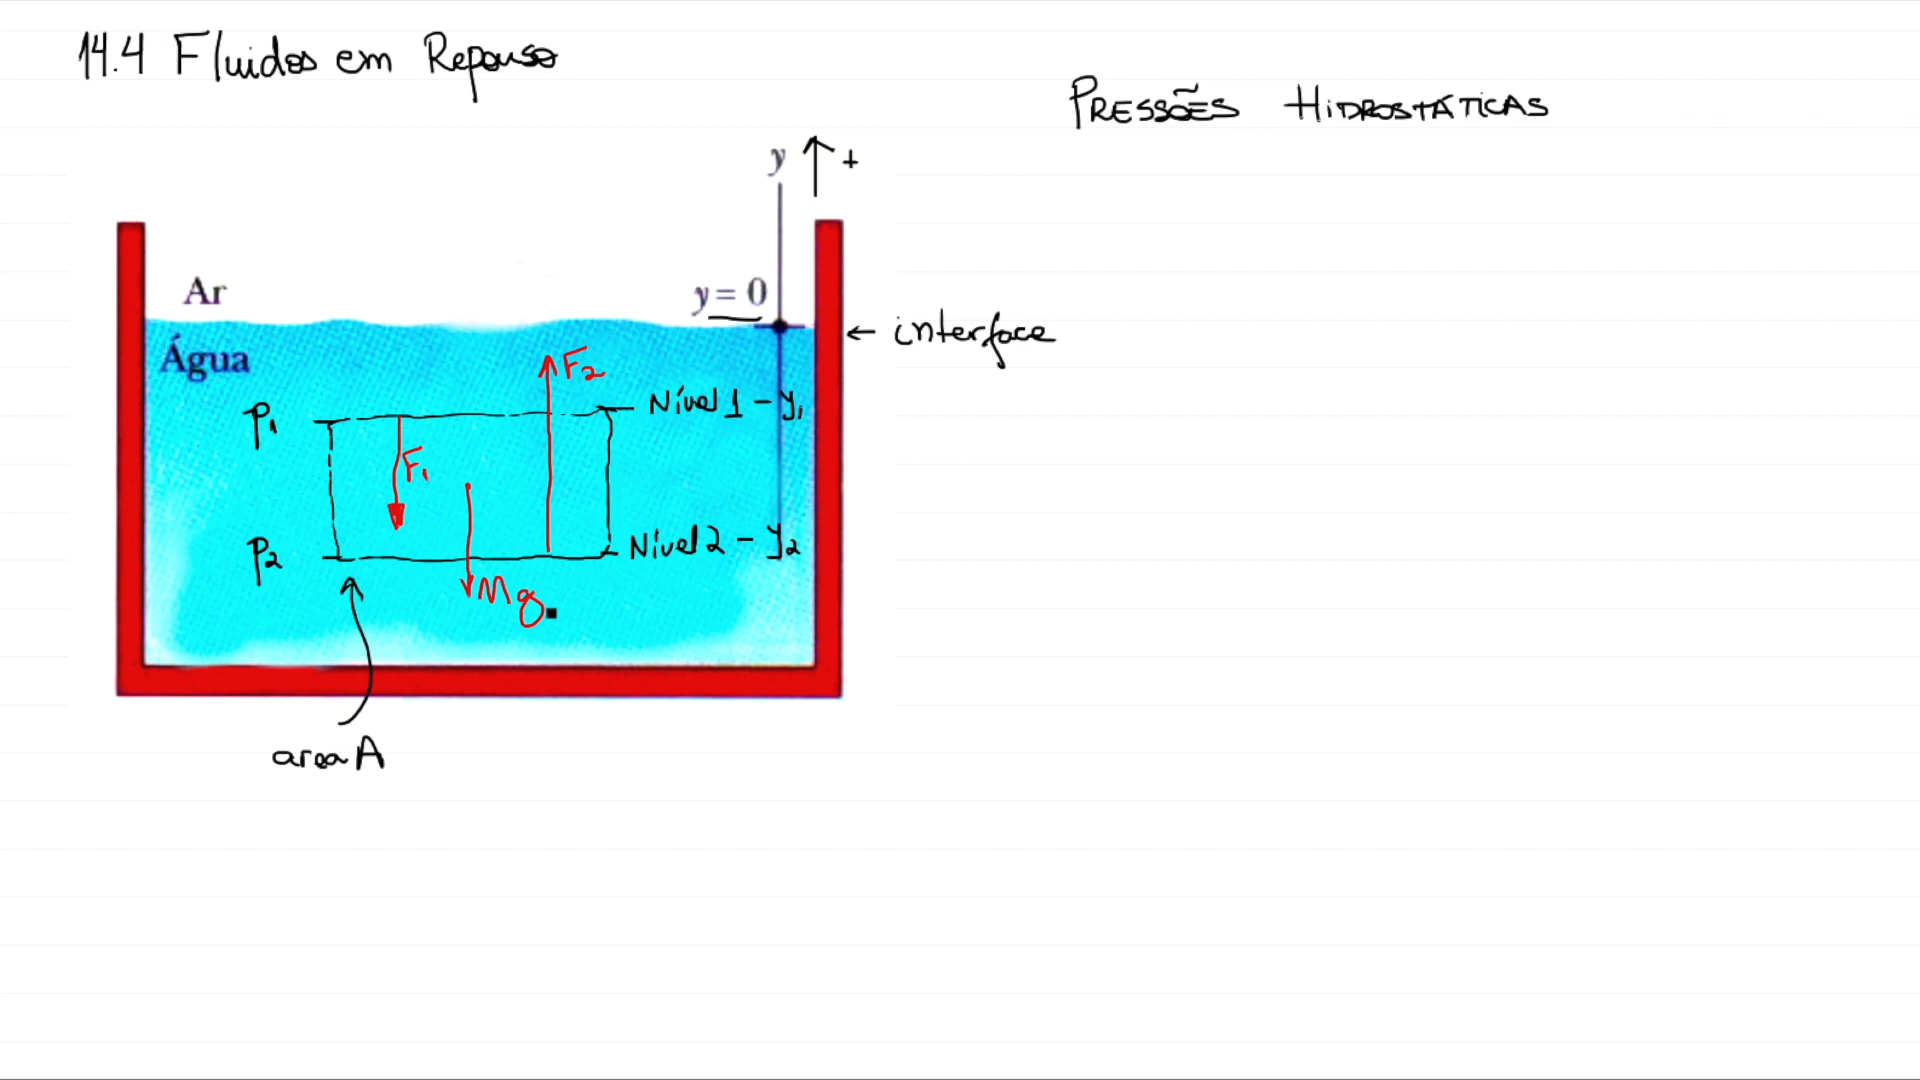 14.4 Fluidos em Repouso
PRESSÕES HIDROSTÁTICAS
y ↑ +
Ar
y = 0
← interface
Água
F₂
Nível 1 - y₁
p₁
F₁
Nível 2 - y₂
p₂
Mg
area A